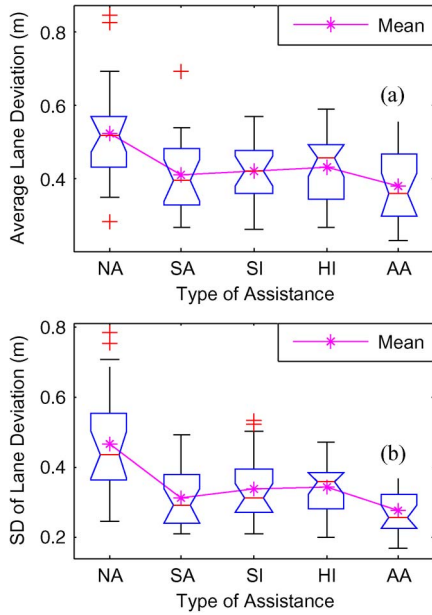 0.8
0.6
0.4
Average Lane Deviation (m)
Mean
(a)
NA SA SI HI AA
Type of Assistance
0.8
0.6
0.4
0.2
SD of Lane Deviation (m)
Mean
(b)
NA SA SI HI AA
Type of Assistance